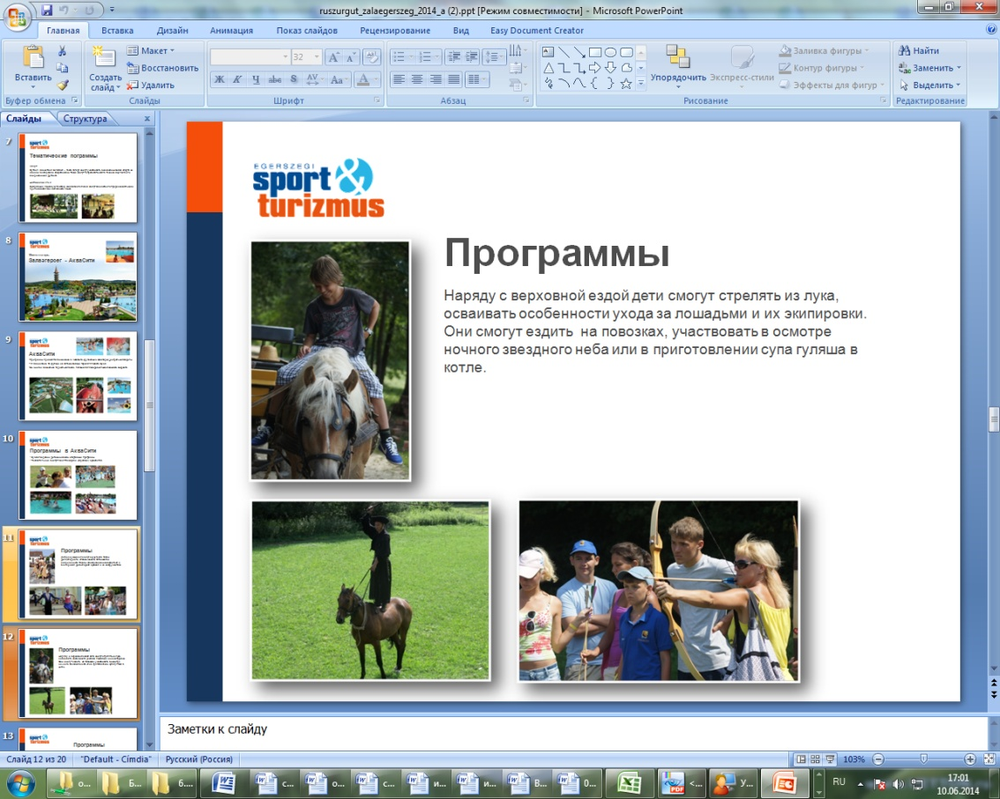 ruszurgut_zalaegerszeg_2014_a (2).ppt [Режим совместимости] - Microsoft PowerPoint
Главная Вставка Дизайн Анимация Показ слайдов Рецензирование Вид Easy Document Creator
Вставить
Буфер обмена
Создать слайд
Макет
Восстановить
Удалить
Слайды
32
Ж К Ч abc S AV Aa A
Шрифт
Абзац
Упорядочить Экспресс-стили
Заливка фигуры
Контур фигуры
Эффекты для фигур
Рисование
Найти
Заменить
Выделить
Редактирование
Слайды Структура
7
sport
turizmus
8
Залаэгерсег - АкваСити
9
АкваСити
10
Программы в АкваСити
11
Программы
12
Программы
13
Программы
EGERSZEGI
sport &
turizmus
Программы
Наряду с верховной ездой дети смогут стрелять из лука,
осваивать особенности ухода за лошадьми и их экипировки.
Они смогут ездить на повозках, участвовать в осмотре
ночного звездного неба или в приготовлении супа гуляша в
котле.
Заметки к слайду
Слайд 12 из 20 "Default - Címdia" Русский (Россия) 103%
о... Б... б... с... о... с... и... и... В... 0... <... У...
RU
17:01
10.06.2014